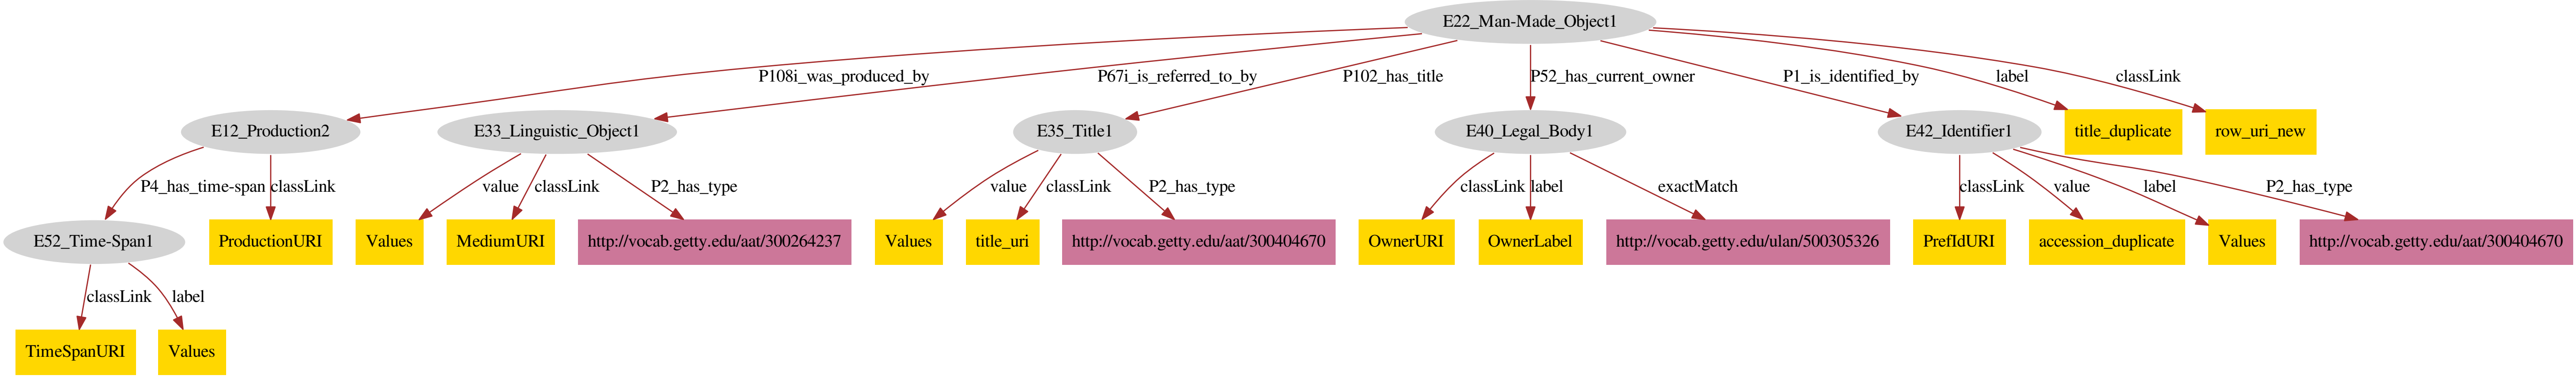 E22_Man-Made_Object1
P108i_was_produced_by
P67i_is_referred_to_by
P102_has_title
P52_has_current_owner
P1_is_identified_by
label
classLink
E12_Production2
E33_Linguistic_Object1
E35_Title1
E40_Legal_Body1
E42_Identifier1
title_duplicate
row_uri_new
P4_has_time-span
classLink
value
classLink
P2_has_type
value
classLink
P2_has_type
classLink
label
exactMatch
classLink
value
label
P2_has_type
E52_Time-Span1
ProductionURI
Values
MediumURI
http://vocab.getty.edu/aat/300264237
Values
title_uri
http://vocab.getty.edu/aat/300404670
OwnerURI
OwnerLabel
http://vocab.getty.edu/ulan/500305326
PrefIdURI
accession_duplicate
Values
http://vocab.getty.edu/aat/300404670
classLink
label
TimeSpanURI
Values